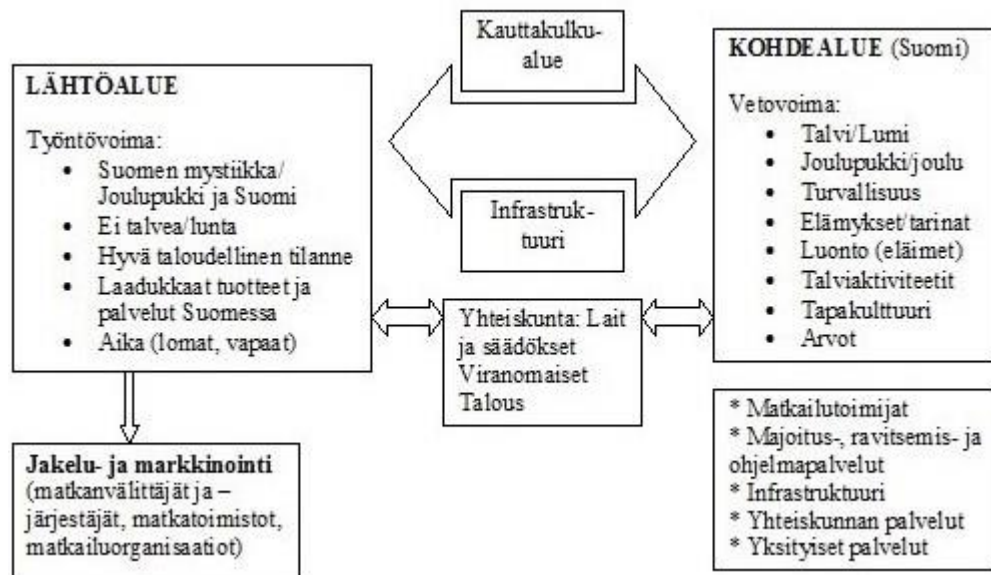 LÄHTÖALUE
Työntövoima:
• Suomen mystiikka/
Joulupukki ja Suomi
• Ei talvea/lunta
• Hyvä taloudellinen tilanne
• Laadukkaat tuotteet ja
palvelut Suomessa
• Aika (lomat, vapaat)
Jakelu- ja markkinointi
(matkanvälittäjät ja –
järjestäjät, matkatoimistot,
matkailuorganisaatiot)
Kauttakulku-
alue
Infrastruk-
tuuri
Yhteiskunta: Lait
ja säädökset
Viranomaiset
Talous
KOHDEALUE (Suomi)
Vetovoima:
• Talvi/Lumi
• Joulupukki/joulu
• Turvallisuus
• Elämykset/tarinat
• Luonto (eläimet)
• Talviaktiviteetit
• Tapakulttuuri
• Arvot
* Matkailutoimijat
* Majoitus-, ravitsemis- ja
ohjelmapalvelut
* Infrastruktuuri
* Yhteiskunnan palvelut
* Yksityiset palvelut